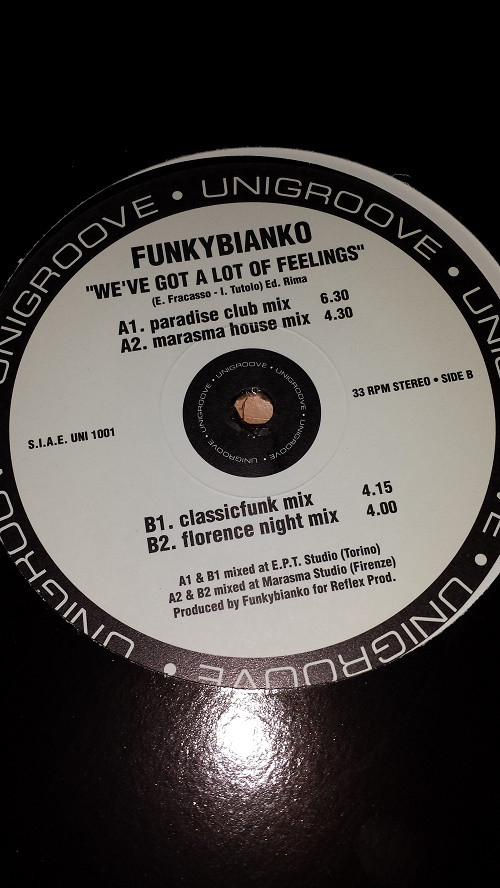 UNIGROOVE • UNIGROOVE • UNIGROOVE • UNIGROOVE • UNIGROOVE
FUNKYBIANKO
"WE'VE GOT A LOT OF FEELINGS"
(E. Fracasso - I. Tutolo) Ed. Rima
A1. paradise club mix 6.30
A2. marasma house mix 4.30
UNIGROOVE • UNIGROOVE • UNIGROOVE • UNIGROOVE • UNIGROOVE
33 RPM STEREO • SIDE B
S.I.A.E. UNI 1001
B1. classicfunk mix 4.15
B2. florence night mix 4.00
A1 & B1 mixed at E.P.T. Studio (Torino)
A2 & B2 mixed at Marasma Studio (Firenze)
Produced by Funkybianko for Reflex Prod.